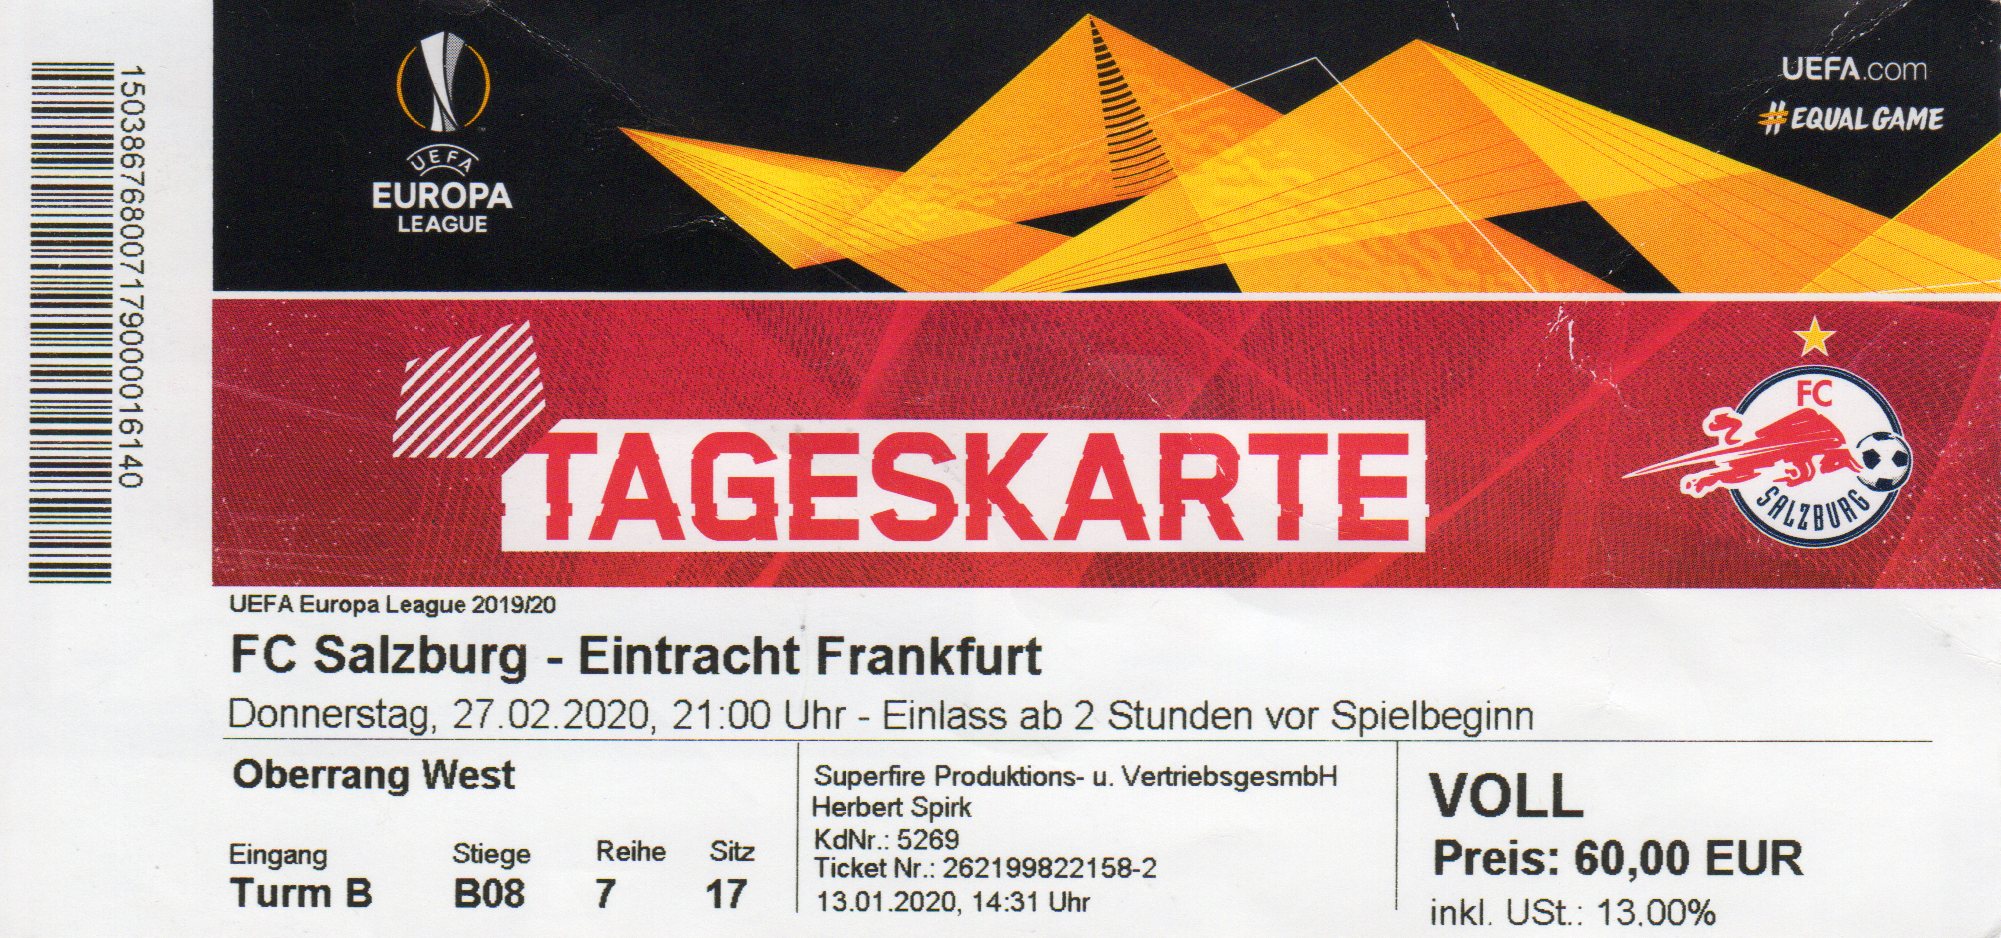 15038676800717900016140
UEFA
EUROPA
LEAGUE
UEFA.com
#EQUALGAME
TAGESKARTE
FC
SALZBURG
UEFA Europa League 2019/20
FC Salzburg - Eintracht Frankfurt
Donnerstag, 27.02.2020, 21:00 Uhr - Einlass ab 2 Stunden vor Spielbeginn
Oberrang West
Eingang Stiege Reihe Sitz
Turm B B08 7 17
Superfire Produktions- u. VertriebsgesmbH
Herbert Spirk
KdNr.: 5269
Ticket Nr.: 262199822158-2
13.01.2020, 14:31 Uhr
VOLL
Preis: 60,00 EUR
inkl. USt.: 13.00%